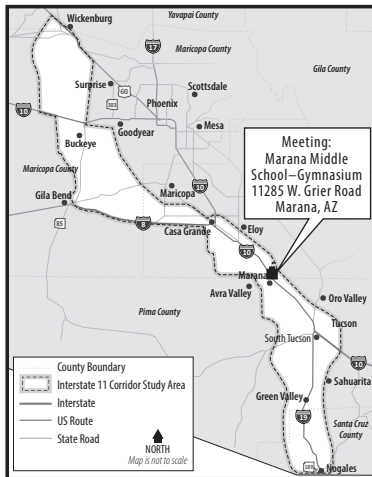 Yavapai County
Wickenburg
17
Maricopa County
Gila County
Surprise
60
Scottsdale
303
Phoenix
10
Goodyear
Mesa
Buckeye
Meeting:
Marana Middle
School–Gymnasium
11285 W. Grier Road
Marana, AZ
Maricopa County
Maricopa
10
Gila Bend
85
8
Casa Grande
Eloy
10
Marana
Avra Valley
Oro Valley
Pima County
Tucson
South Tucson
10
Sahuarita
Green Valley
19
Santa Cruz
County
189
Nogales
County Boundary
Interstate 11 Corridor Study Area
Interstate
US Route
State Road
NORTH
Map is not to scale